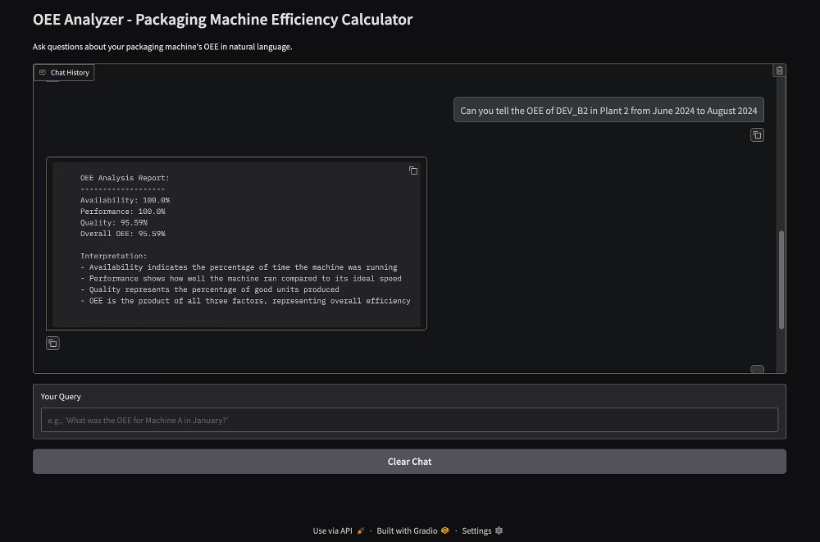 OEE Analyzer - Packaging Machine Efficiency Calculator
Ask questions about your packaging machine's OEE in natural language.
Chat History
Can you tell the OEE of DEV_B2 in Plant 2 from June 2024 to August 2024
OEE Analysis Report:
-------------------
Availability: 100.0%
Performance: 100.0%
Quality: 95.59%
Overall OEE: 95.59%
Interpretation:
- Availability indicates the percentage of time the machine was running
- Performance shows how well the machine ran compared to its ideal speed
- Quality represents the percentage of good units produced
- OEE is the product of all three factors, representing overall efficiency
Your Query
e.g., 'What was the OEE for Machine A in January?'
Clear Chat
Use via API · Built with Gradio · Settings